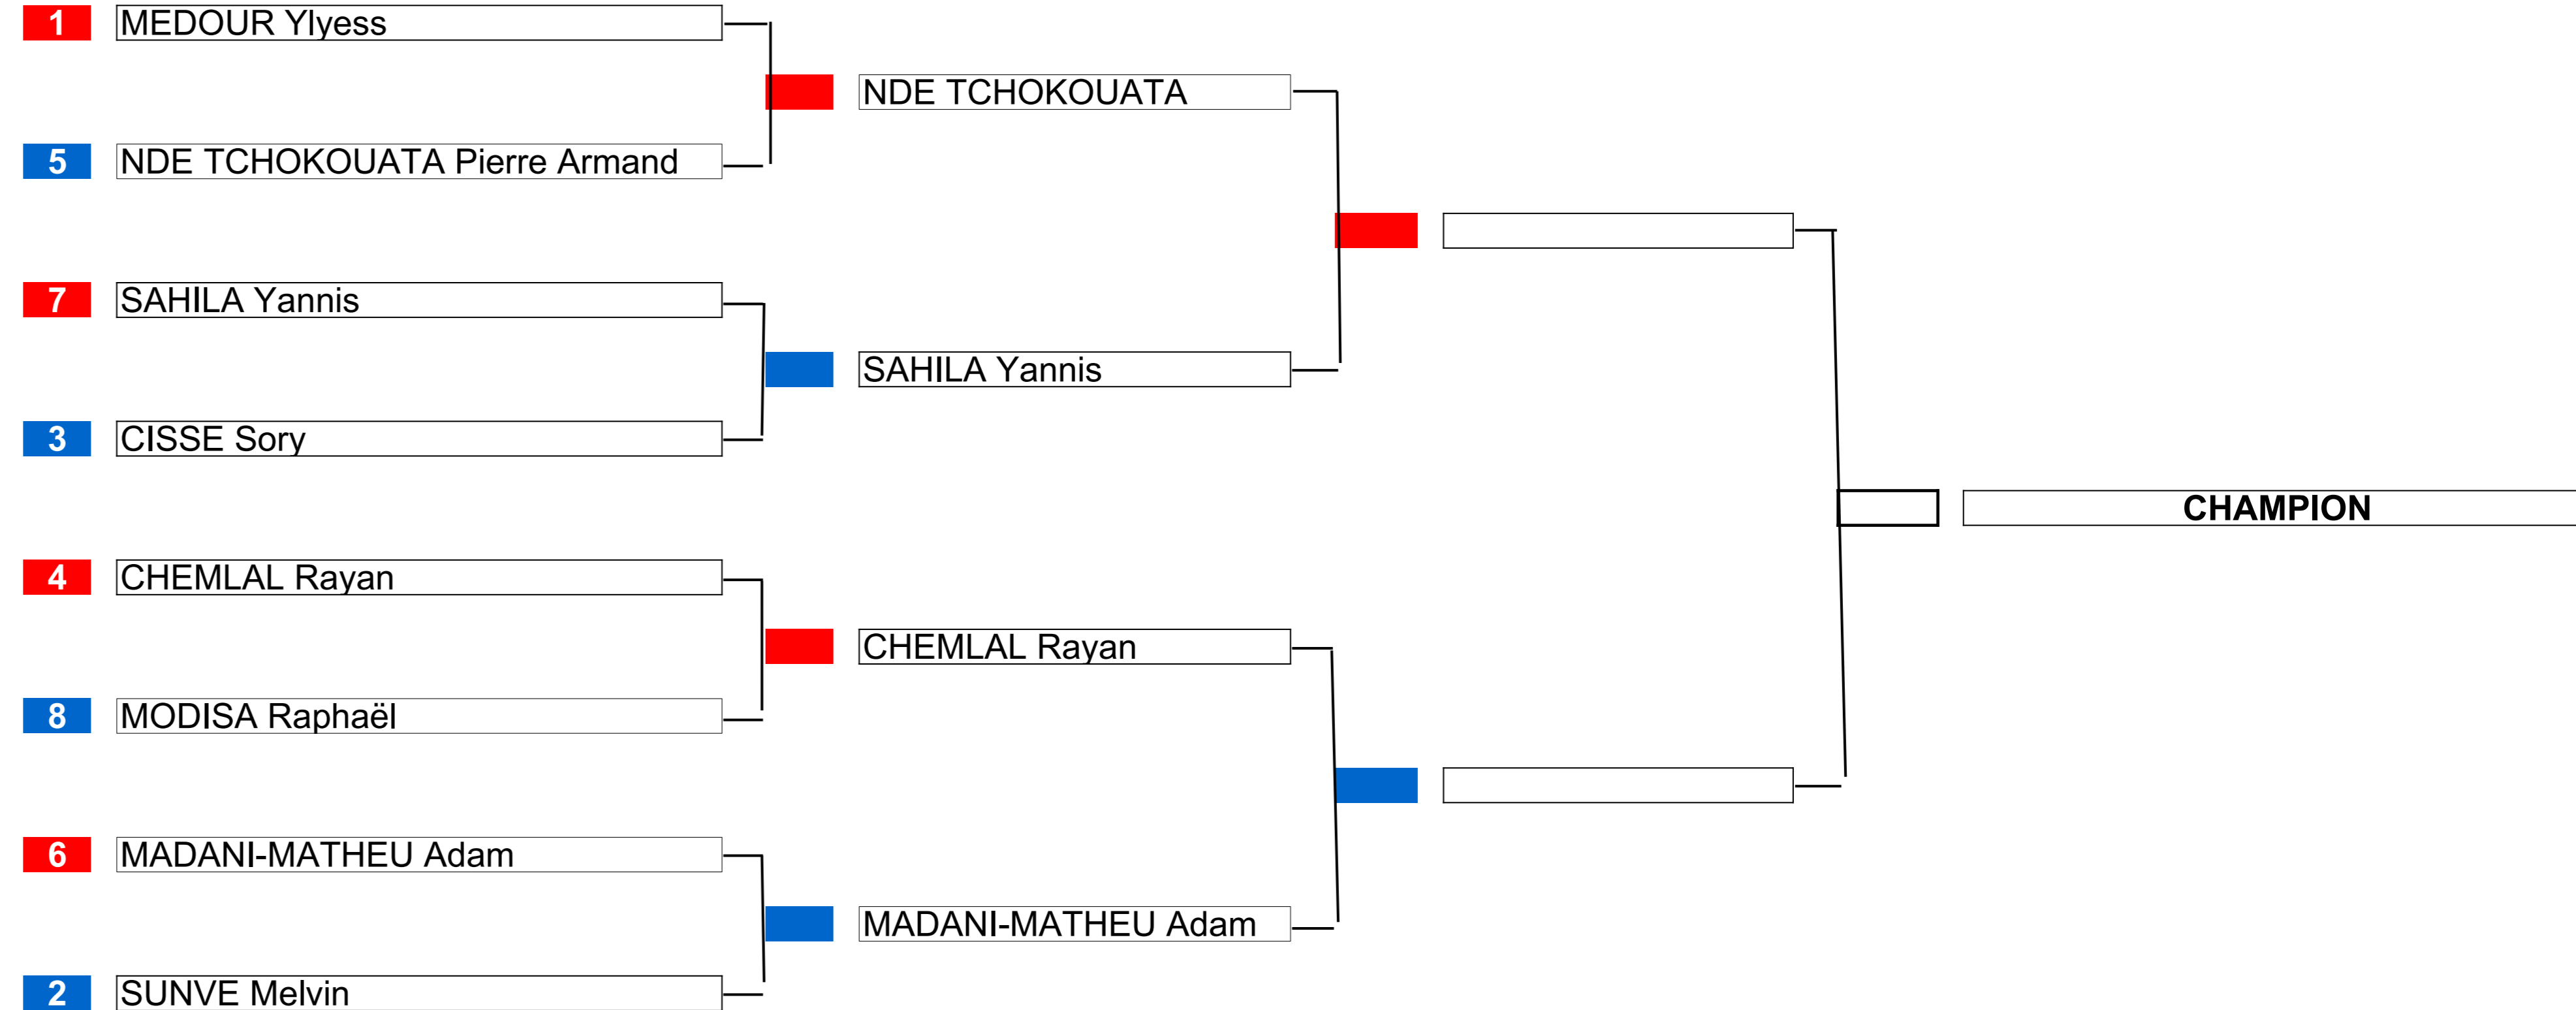 1 MEDOUR Ylyess
NDE TCHOKOUATA
5 NDE TCHOKOUATA Pierre Armand
7 SAHILA Yannis
SAHILA Yannis
3 CISSE Sory
CHAMPION
4 CHEMLAL Rayan
CHEMLAL Rayan
8 MODISA Raphaël
6 MADANI-MATHEU Adam
MADANI-MATHEU Adam
2 SUNVE Melvin